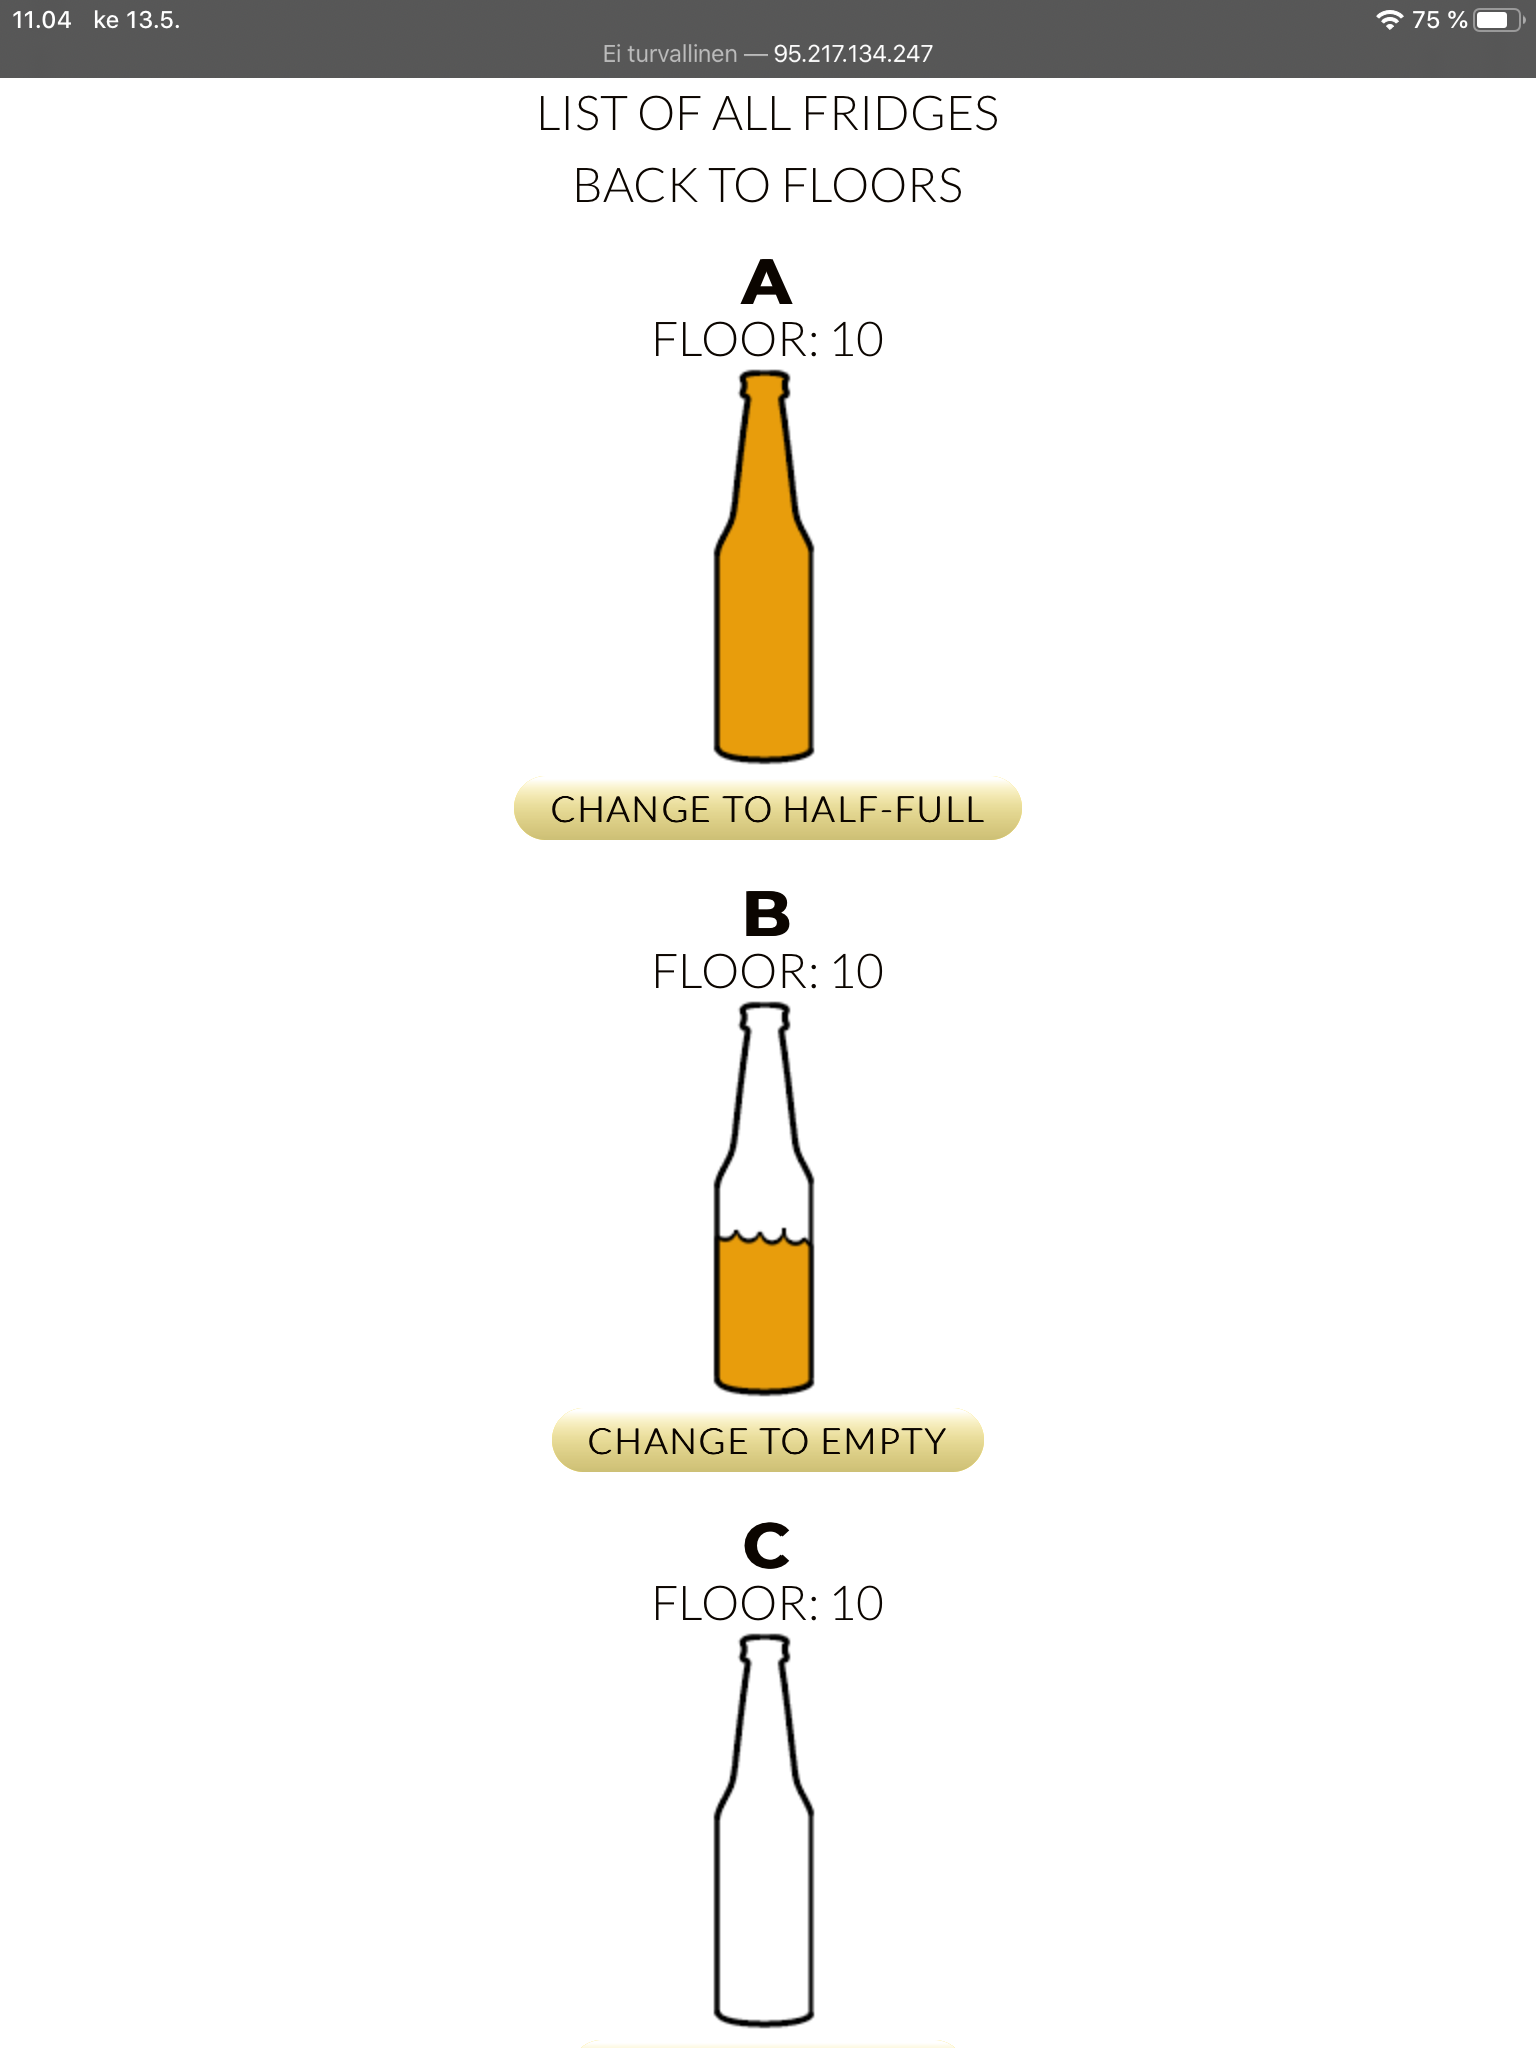 11.04 ke 13.5. 75 %
Ei turvallinen — 95.217.134.247
LIST OF ALL FRIDGES
BACK TO FLOORS
A
FLOOR: 10
CHANGE TO HALF-FULL
B
FLOOR: 10
CHANGE TO EMPTY
C
FLOOR: 10